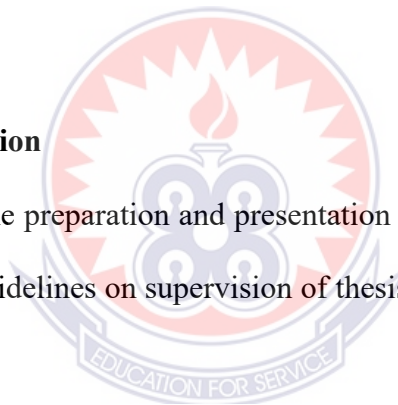 ion
e preparation and presentation
idelines on supervision of thesis
EDUCATION FOR SERVICE